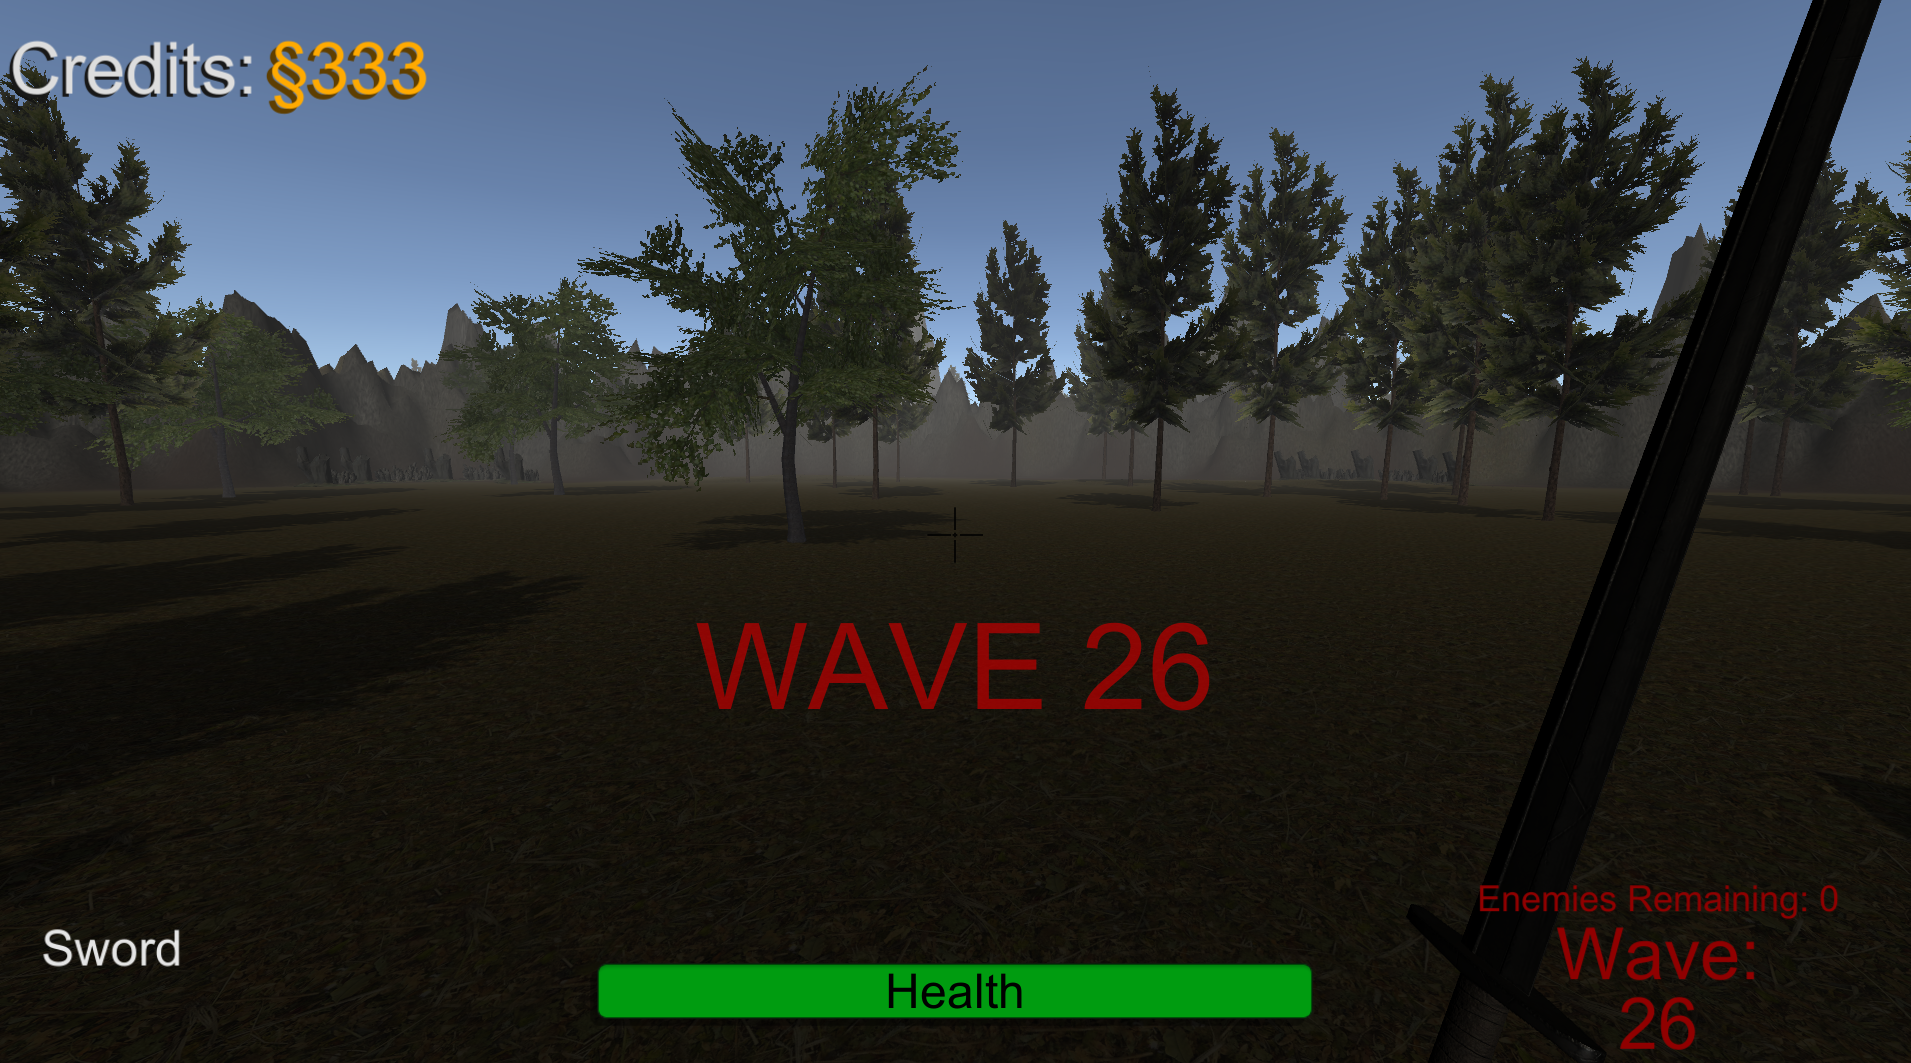 Credits: §333
WAVE 26
Enemies Remaining: 0
Sword
Wave:
26
Health